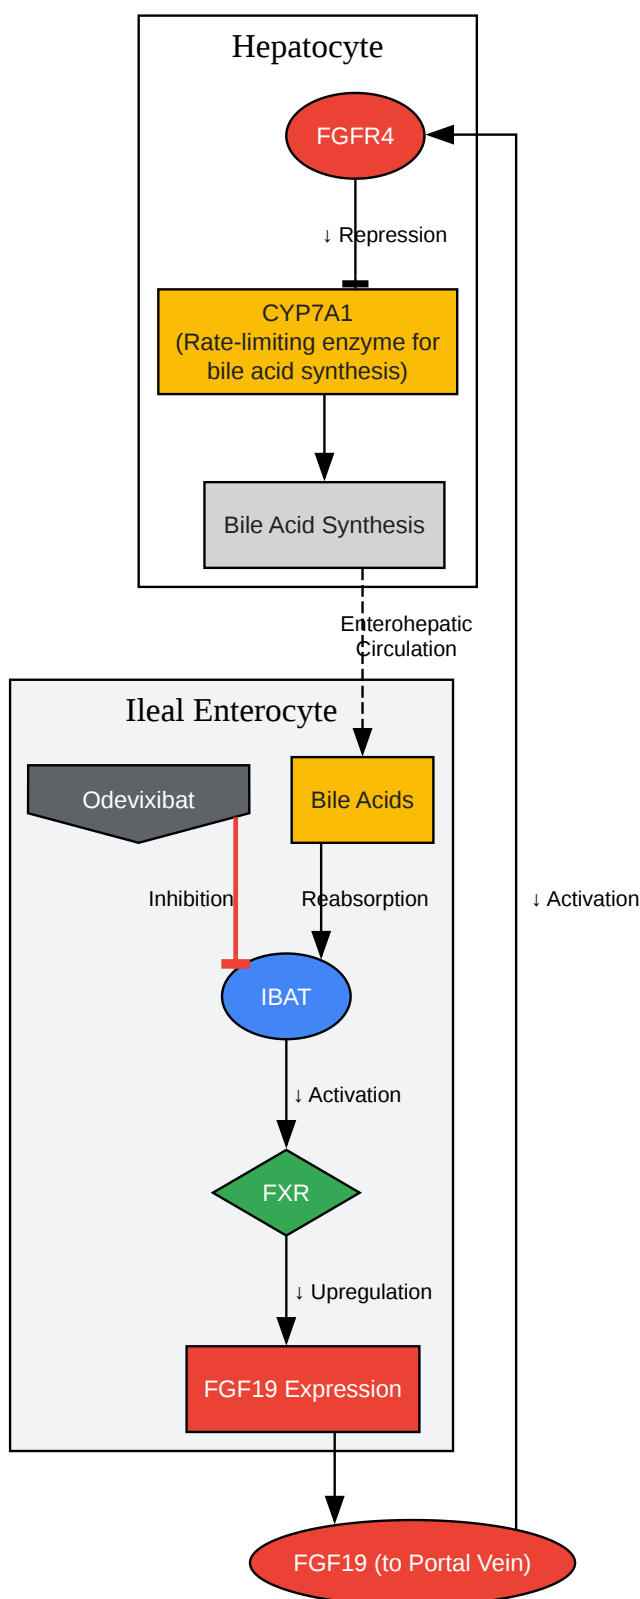 Hepatocyte
FGFR4
↓ Repression
CYP7A1
(Rate-limiting enzyme for
bile acid synthesis)
Bile Acid Synthesis
Enterohepatic
Circulation
Ileal Enterocyte
Odevixibat
Bile Acids
Inhibition
Reabsorption
↓ Activation
IBAT
↓ Activation
FXR
↓ Upregulation
FGF19 Expression
FGF19 (to Portal Vein)